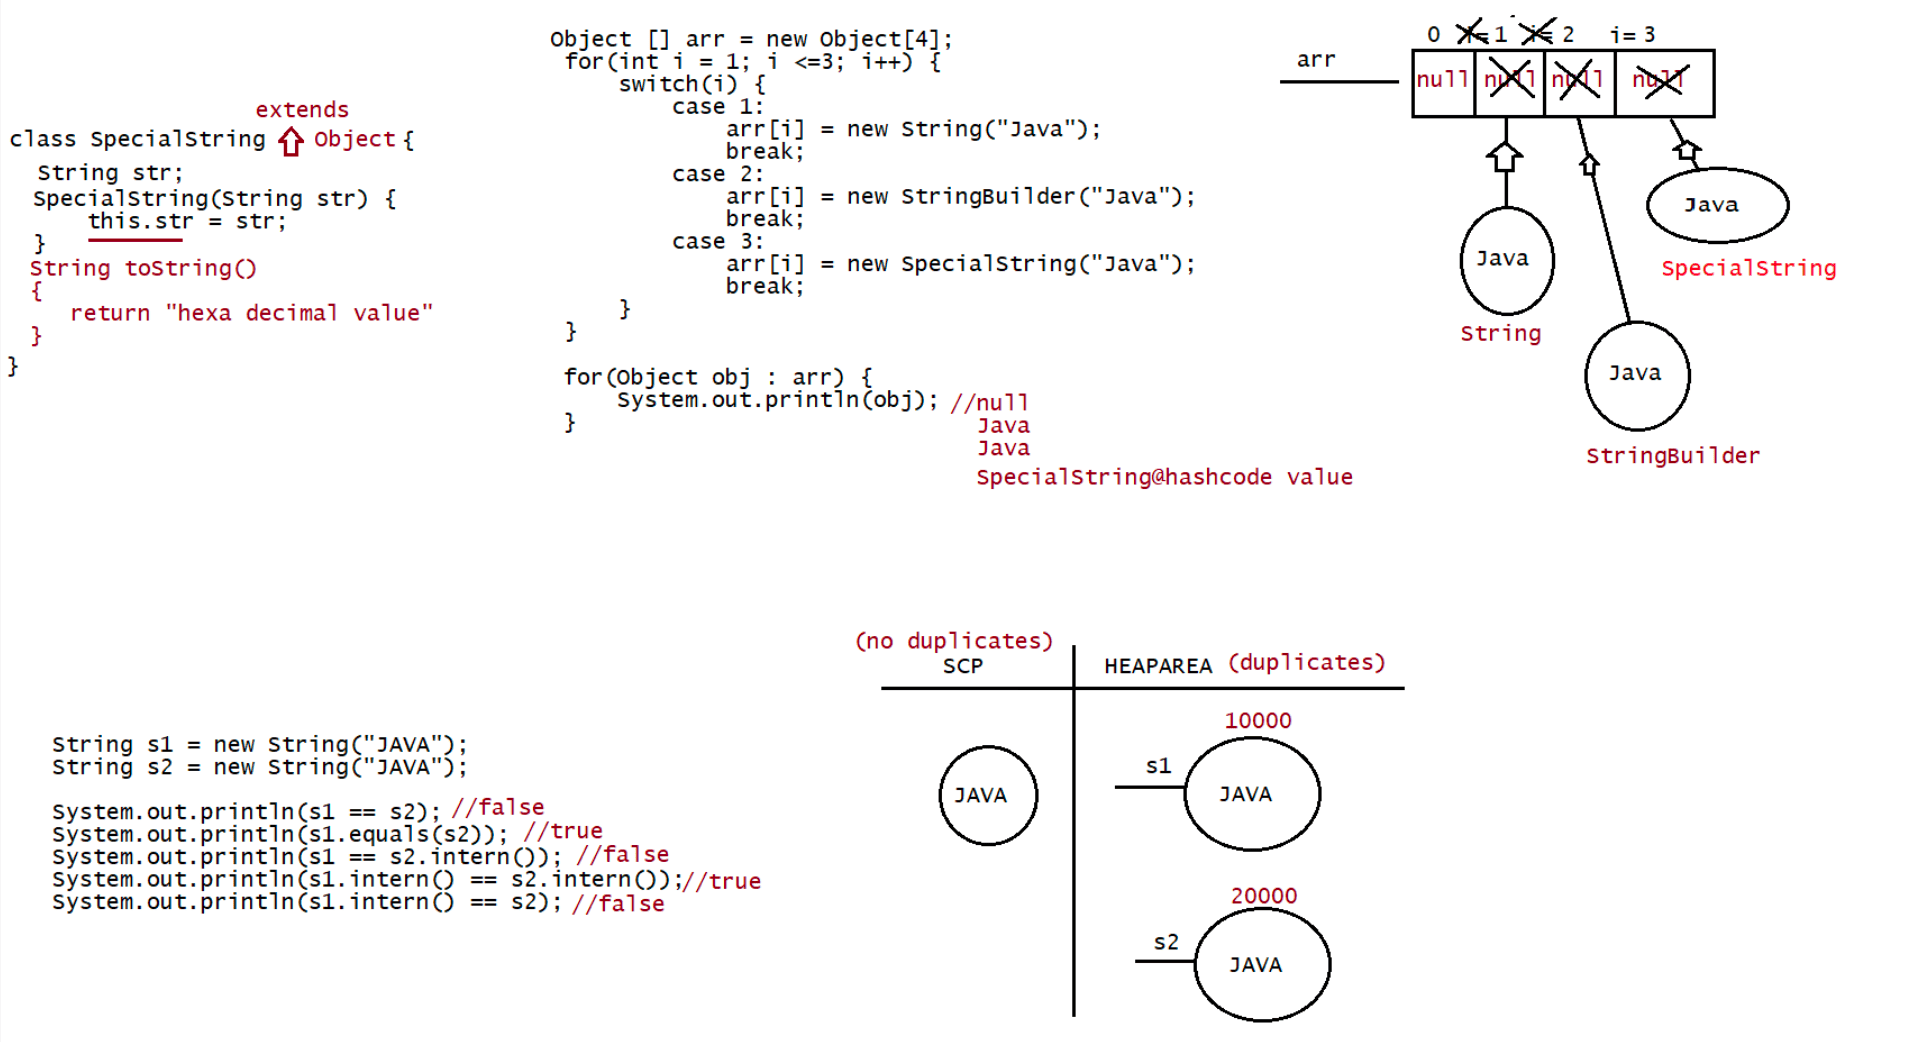 extends
class SpecialString Object {
String str;
SpecialString(String str) {
this.str = str;
}
String toString()
{
return "hexa decimal value"
}
}
Object [] arr = new Object[4];
for(int i = 1; i <=3; i++) {
switch(i) {
case 1:
arr[i] = new String("Java");
break;
case 2:
arr[i] = new StringBuilder("Java");
break;
case 3:
arr[i] = new SpecialString("Java");
break;
}
}
for(Object obj : arr) {
System.out.println(obj); //null
}
Java
Java
SpecialString@hashcode value
0 i= 1 i= 2 i= 3
arr
null null null null
Java
SpecialString
Java
String
Java
StringBuilder
(no duplicates)
SCP
HEAPAREA (duplicates)
String s1 = new String("JAVA");
String s2 = new String("JAVA");
System.out.println(s1 == s2); //false
System.out.println(s1.equals(s2)); //true
System.out.println(s1 == s2.intern()); //false
System.out.println(s1.intern() == s2.intern());//true
System.out.println(s1.intern() == s2); //false
JAVA
10000
s1
JAVA
20000
s2
JAVA